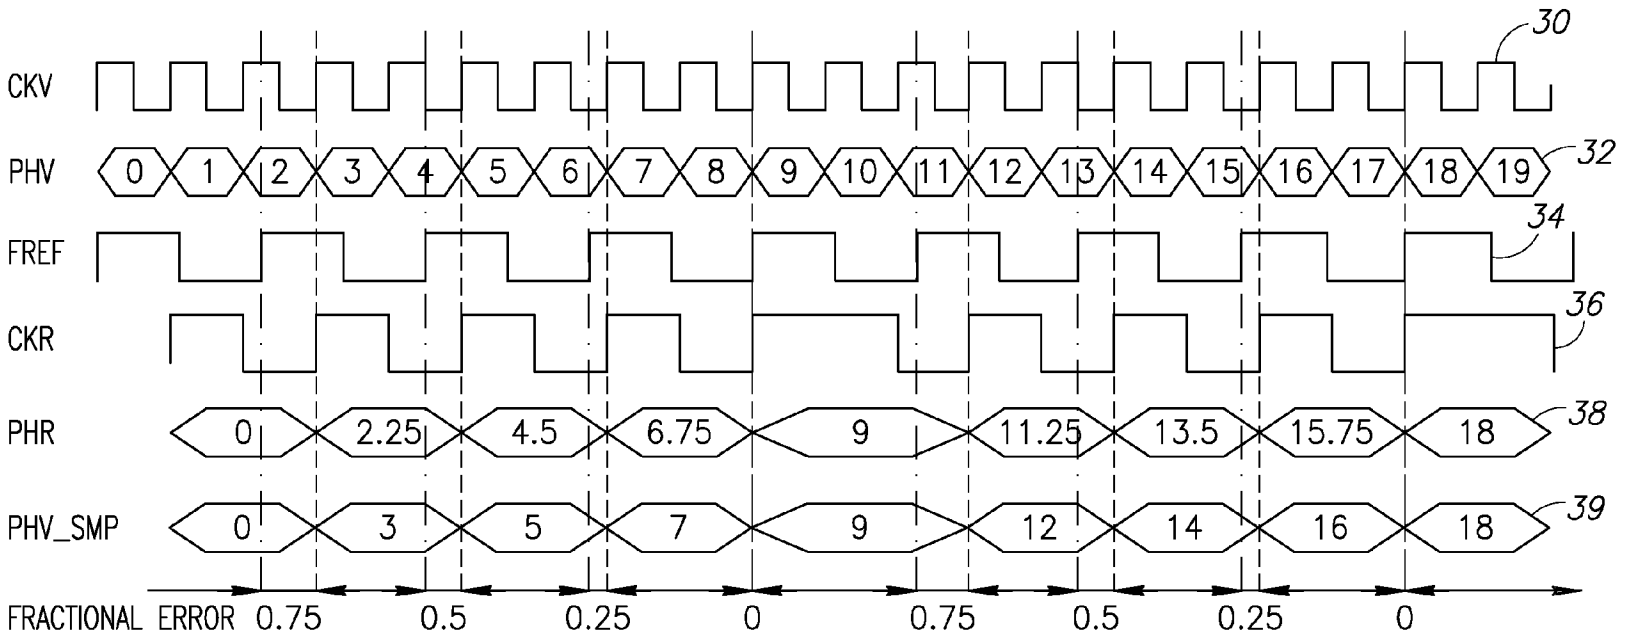 30
CKV
PHV 0 1 2 3 4 5 6 7 8 9 10 11 12 13 14 15 16 17 18 19 32
34
FREF
36
CKR
PHR 0 2.25 4.5 6.75 9 11.25 13.5 15.75 18 38
PHV_SMP 0 3 5 7 9 12 14 16 18 39
FRACTIONAL ERROR 0.75 0.5 0.25 0 0.75 0.5 0.25 0